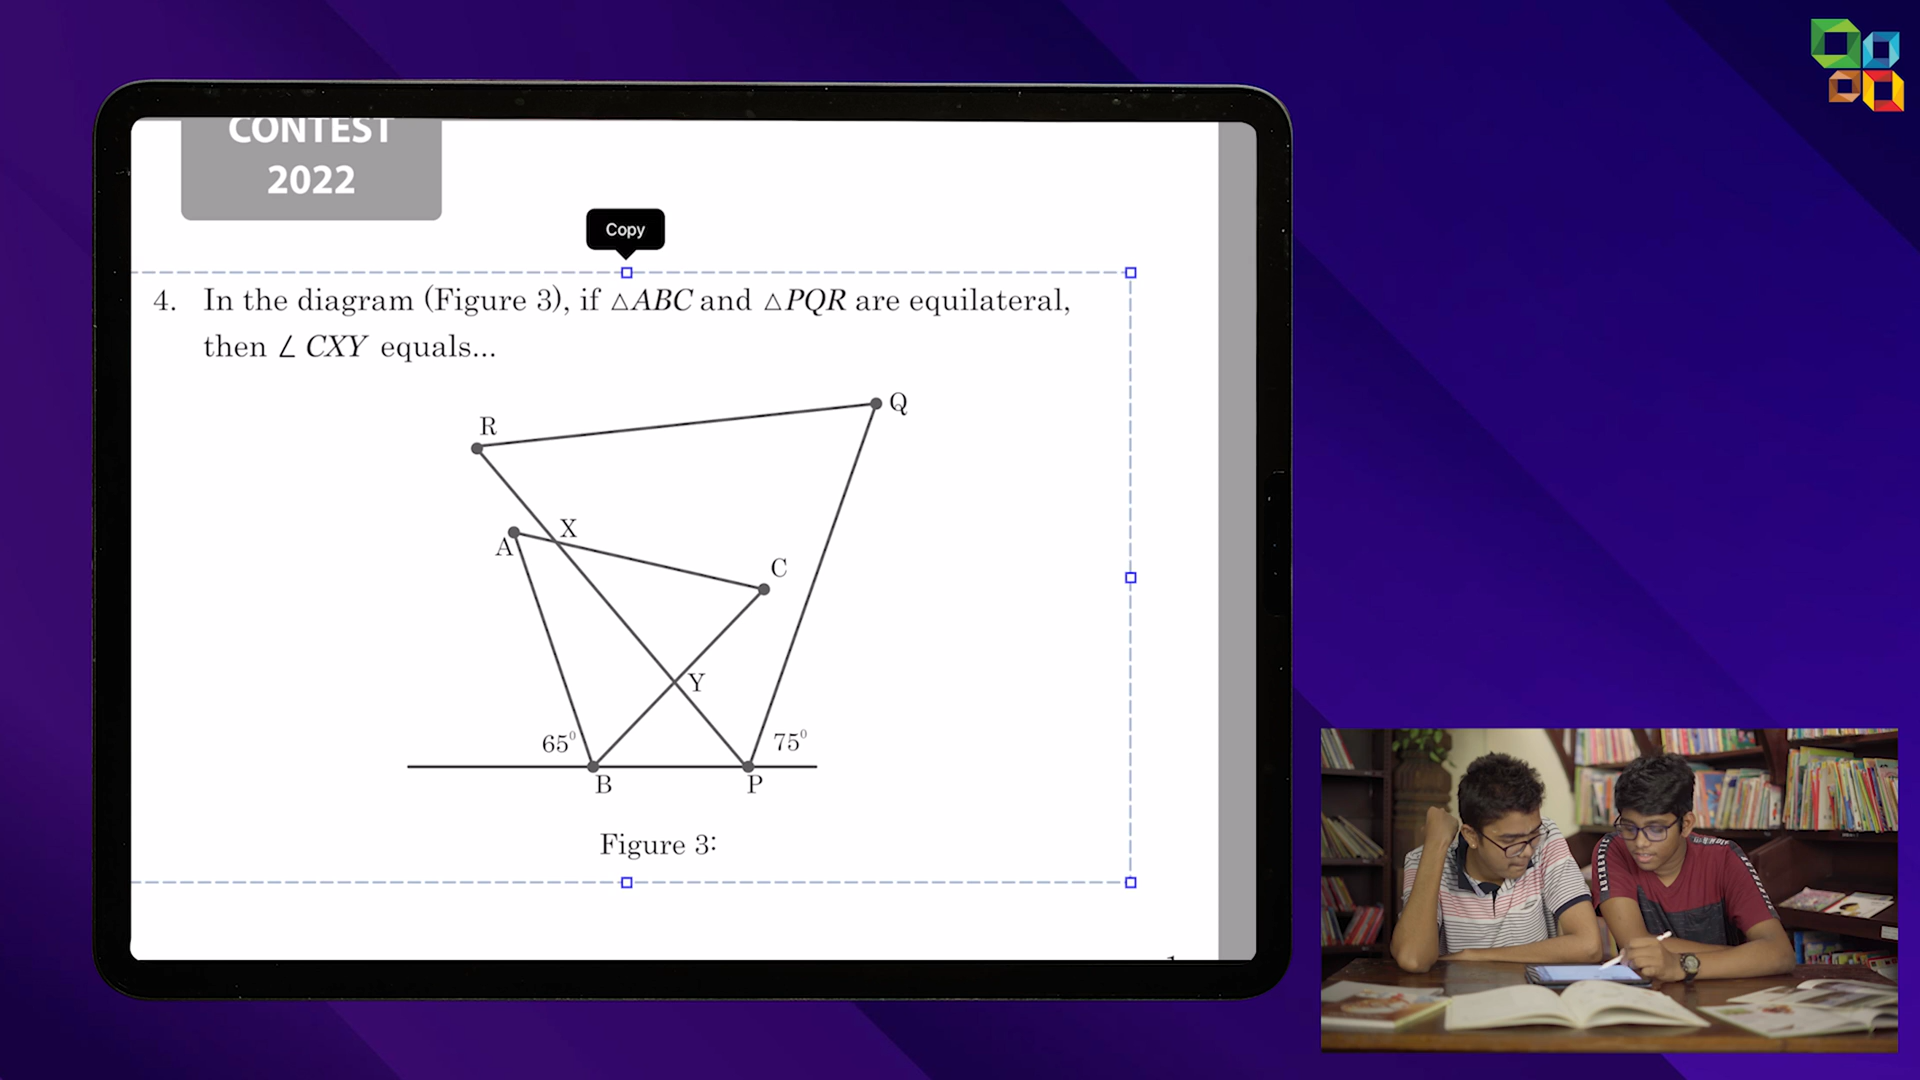 CONTEST
2022
Copy
4. In the diagram (Figure 3), if △ABC and △PQR are equilateral,
then ∠ CXY equals...
R
Q
X
A
C
Y
65⁰
75⁰
B
P
Figure 3:
AUTHENTIC